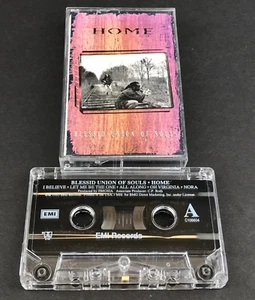 HOME
BLESSID UNION OF SOULS
BLESSID UNION OF SOULS • HOME
I BELIEVE • LET ME BE THE ONE • ALL ALONG • OH VIRGINIA • NORA
EMI
A
EMI Records